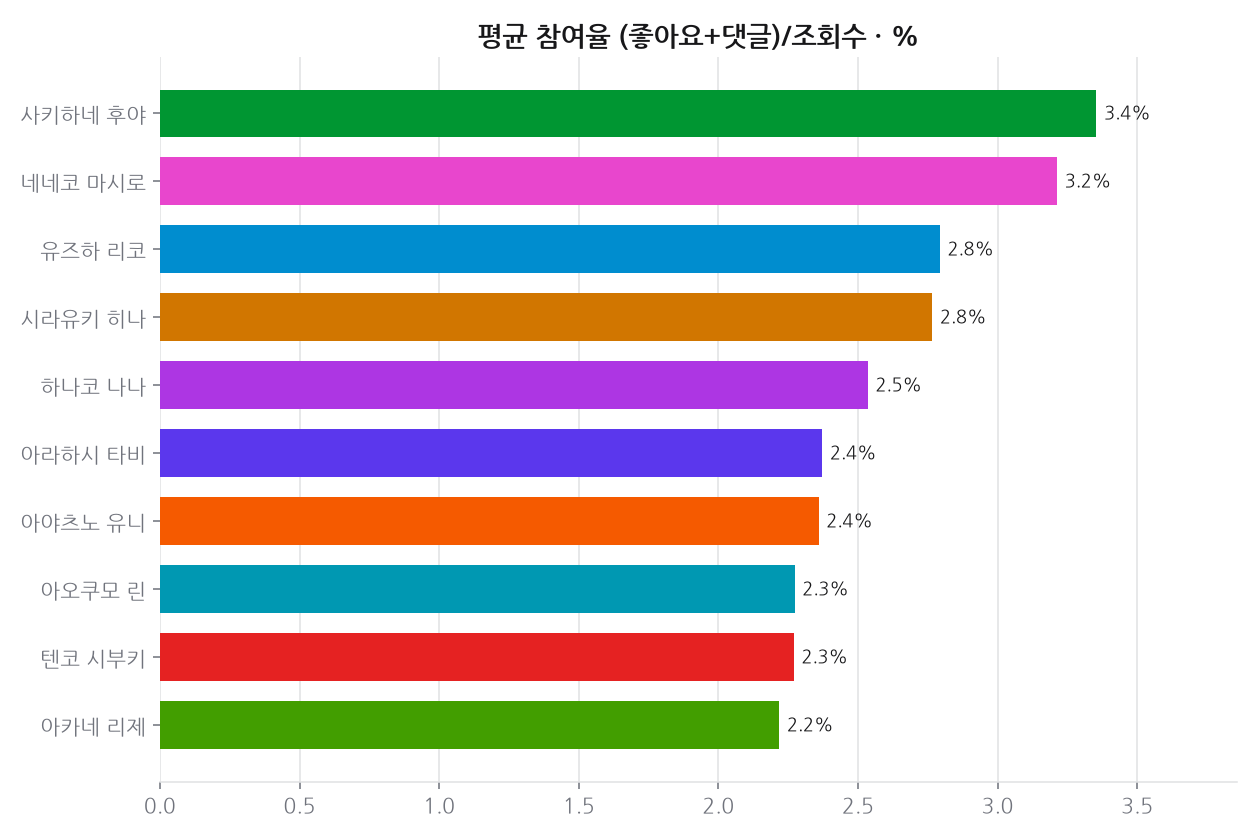 평균 참여율 (좋아요+댓글)/조회수 · %
사키하네 후야 3.4%
네네코 마시로 3.2%
유즈하 리코 2.8%
시라유키 히나 2.8%
하나코 나나 2.5%
아라하시 타비 2.4%
아야츠노 유니 2.4%
아오쿠모 린 2.3%
텐코 시부키 2.3%
아카네 리제 2.2%
0.0 0.5 1.0 1.5 2.0 2.5 3.0 3.5